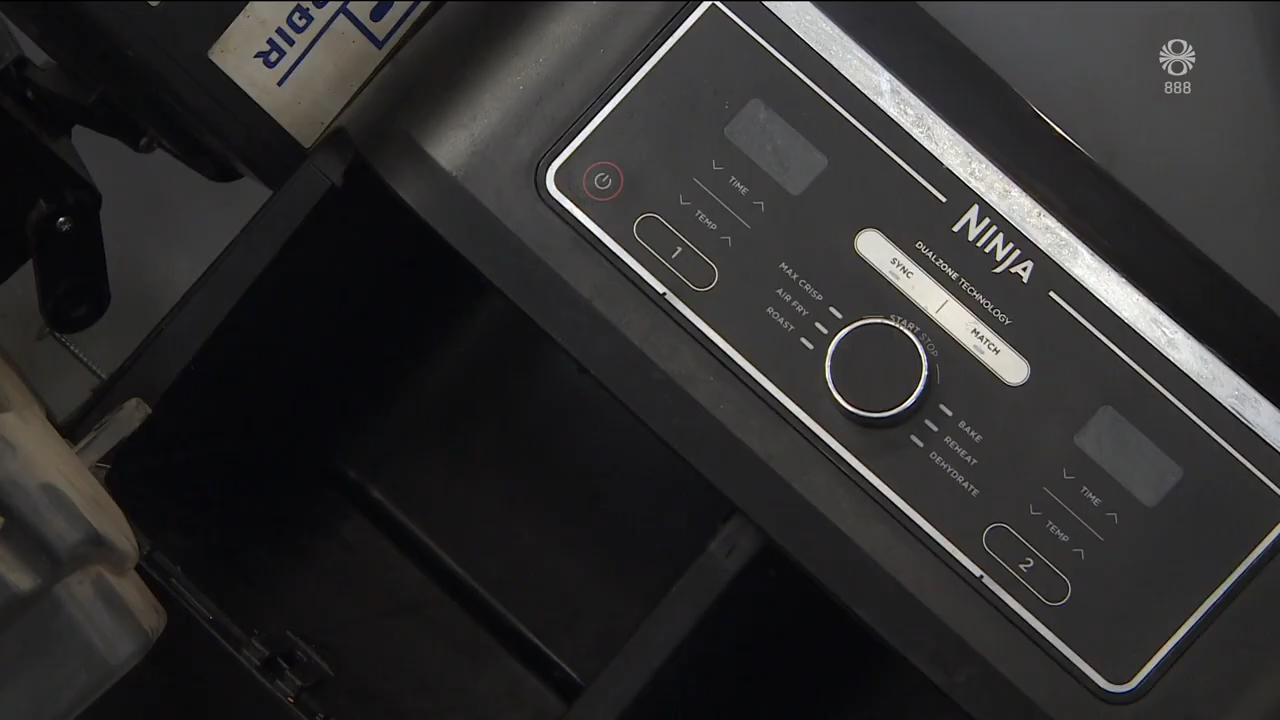 RÐIR
888
NINJA
DUALZONE TECHNOLOGY
SYNC
MATCH
TIME
TEMP
1
MAX CRISP
AIR FRY
ROAST
START STOP
BAKE
REHEAT
DEHYDRATE
TIME
TEMP
2